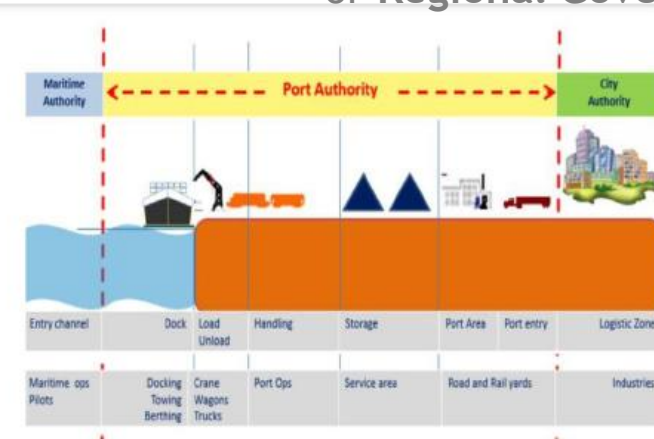 Maritime Authority
Port Authority
City Authority
Entry channel
Dock
Load Unload
Handling
Storage
Port Area
Port entry
Logistic Zone
Maritime ops Pilots
Docking Towing Berthing
Crane Wagons Trucks
Port Ops
Service area
Road and Rail yards
Industries